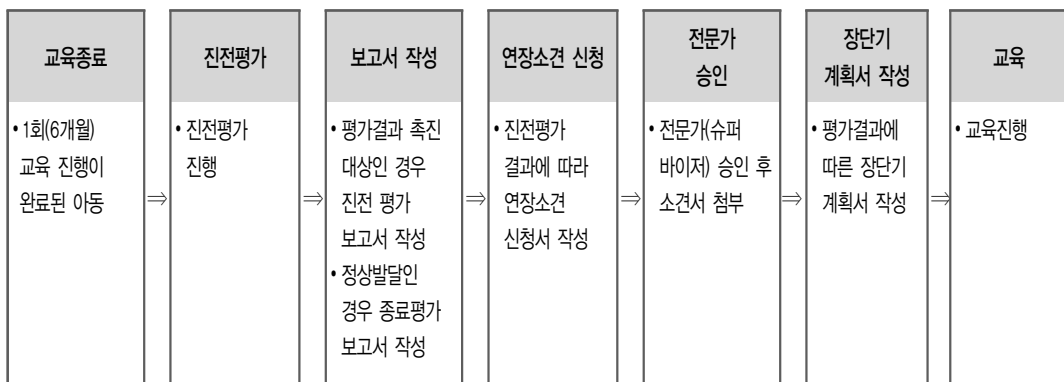 교육종료
• 1회(6개월)
교육 진행이
완료된 아동
⇒
진전평가
• 진전평가
진행
⇒
보고서 작성
• 평가결과 촉진
대상인 경우
진전 평가
보고서 작성
• 정상발달인
경우 종료평가
보고서 작성
⇒
연장소견 신청
• 진전평가
결과에 따라
연장소견
신청서 작성
⇒
전문가
승인
• 전문가(슈퍼
바이저) 승인 후
소견서 첨부
⇒
장단기
계획서 작성
• 평가결과에
따른 장단기
계획서 작성
⇒
교육
• 교육진행